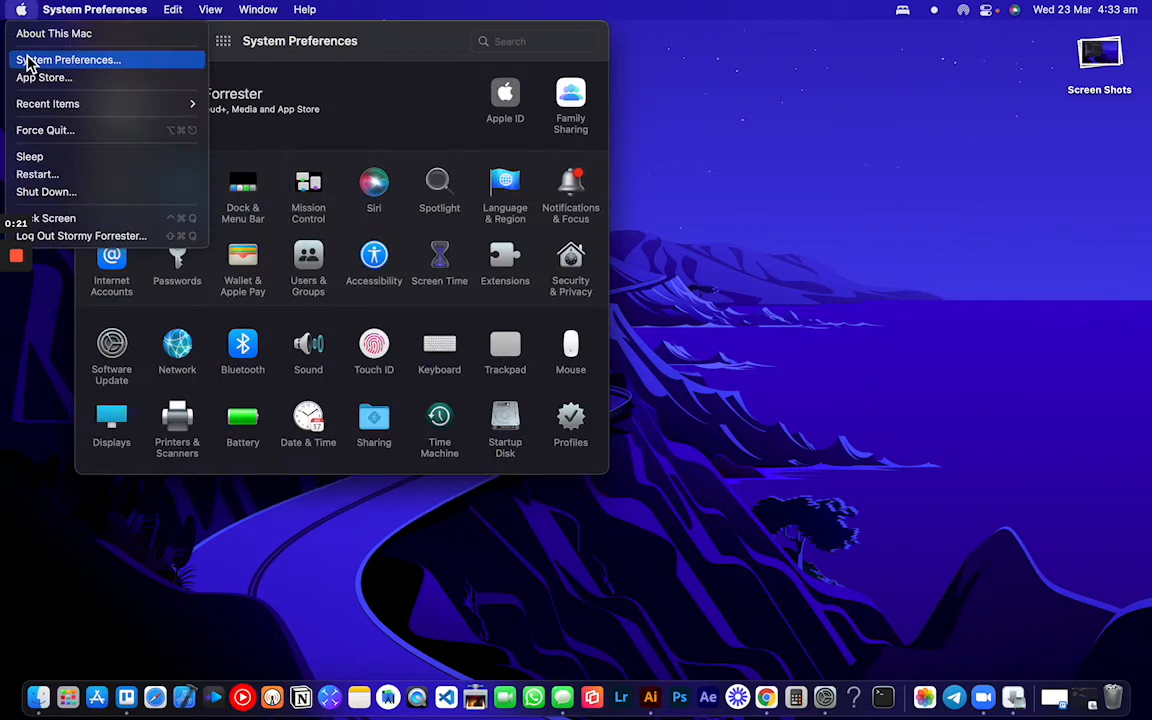 System Preferences Edit View Window Help Wed 23 Mar 4:33 am
About This Mac
System Preferences...
App Store...
Recent Items
Force Quit...
Sleep
Restart...
Shut Down...
Screen
Log Out Stormy Forrester...
0:21
System Preferences
Search
Forrester
Media and App Store
Apple ID
Family
Sharing
Dock &
Menu Bar
Mission
Control
Siri
Spotlight
Language
& Region
Notifications
& Focus
Internet
Accounts
Passwords
Wallet &
Apple Pay
Users &
Groups
Accessibility
Screen Time
Extensions
Security
& Privacy
Software
Update
Network
Bluetooth
Sound
Touch ID
Keyboard
Trackpad
Mouse
Displays
Printers &
Scanners
Battery
Date & Time
Sharing
Time
Machine
Startup
Disk
Profiles
Screen Shots
Lr Ai Ps Ae